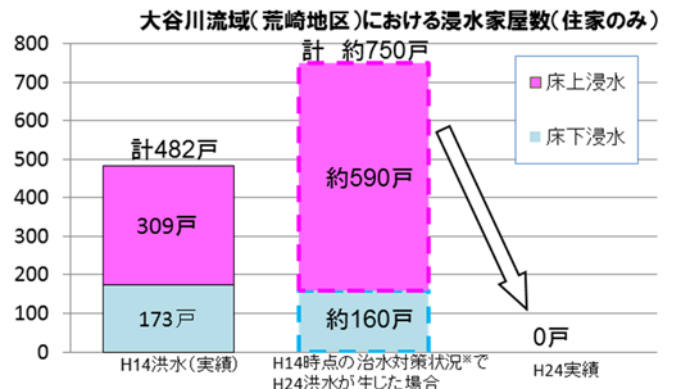 大谷川流域(荒崎地区)における浸水家屋数(住家のみ)
800
700
600
500
400
300
200
100
0
計482戸
309戸
173戸
計 約750戸
約590戸
約160戸
0戸
床上浸水
床下浸水
H14洪水(実績)
H14時点の治水対策状況※で
H24洪水が生じた場合
H24実績